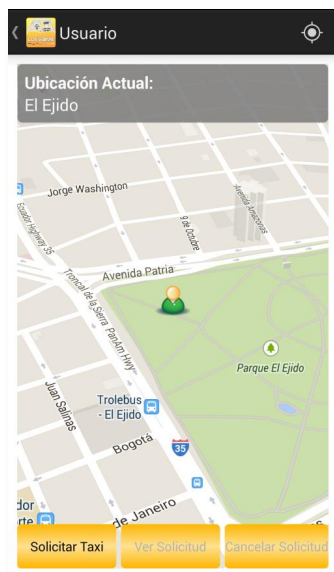 Usuario
Ubicación Actual:
El Ejido
Jorge Washington
Ecuador Highway 35
9 de Octubre
Avenida Amazonas
Troncal de la Sierra PanAm Hwy
Avenida Patria
Parque El Ejido
Juan Salinas
Trolebus
- El Ejido
Bogotá
35
de Janeiro
dor
rte
Solicitar Taxi
Ver Solicitud
Cancelar Solicitud